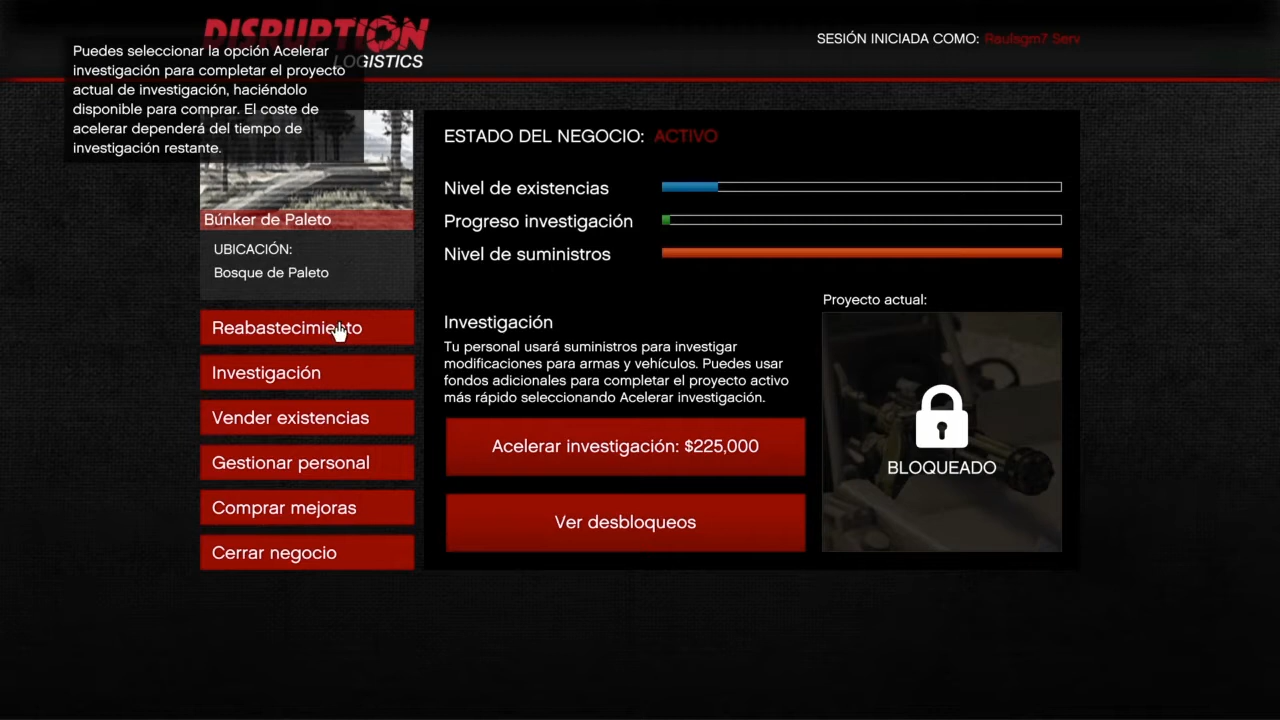 DISRUPTION
LOGISTICS
SESIÓN INICIADA COMO: Raulsgm7 Serv
Puedes seleccionar la opción Acelerar
investigación para completar el proyecto
actual de investigación, haciéndolo
disponible para comprar. El coste de
acelerar dependerá del tiempo de
investigación restante.
Búnker de Paleto
UBICACIÓN:
Bosque de Paleto
Reabastecimiento
Investigación
Vender existencias
Gestionar personal
Comprar mejoras
Cerrar negocio
ESTADO DEL NEGOCIO: ACTIVO
Nivel de existencias
Progreso investigación
Nivel de suministros
Investigación
Tu personal usará suministros para investigar
modificaciones para armas y vehículos. Puedes usar
fondos adicionales para completar el proyecto activo
más rápido seleccionando Acelerar investigación.
Acelerar investigación: $225,000
Ver desbloqueos
Proyecto actual:
BLOQUEADO